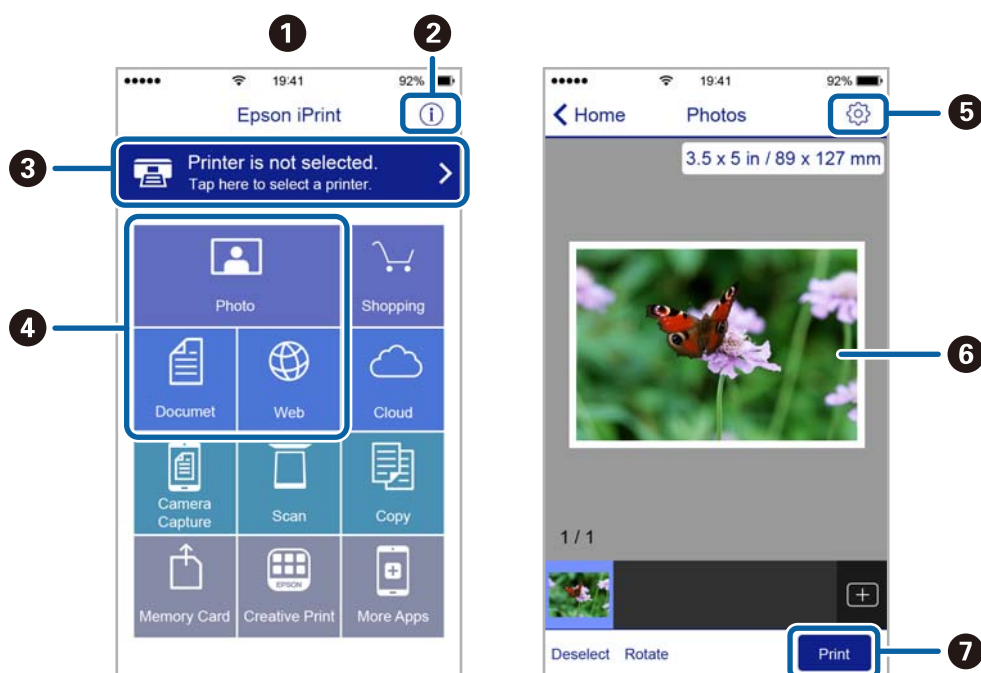 1
2
19:41
92%
Epson iPrint
i
3
Printer is not selected.
Tap here to select a printer.
4
Photo
Shopping
Documet
Web
Cloud
Camera
Capture
Scan
Copy
Memory Card
EPSON
Creative Print
More Apps
19:41
92%
Home
Photos
5
3.5 x 5 in / 89 x 127 mm
6
1 / 1
Deselect
Rotate
Print
7